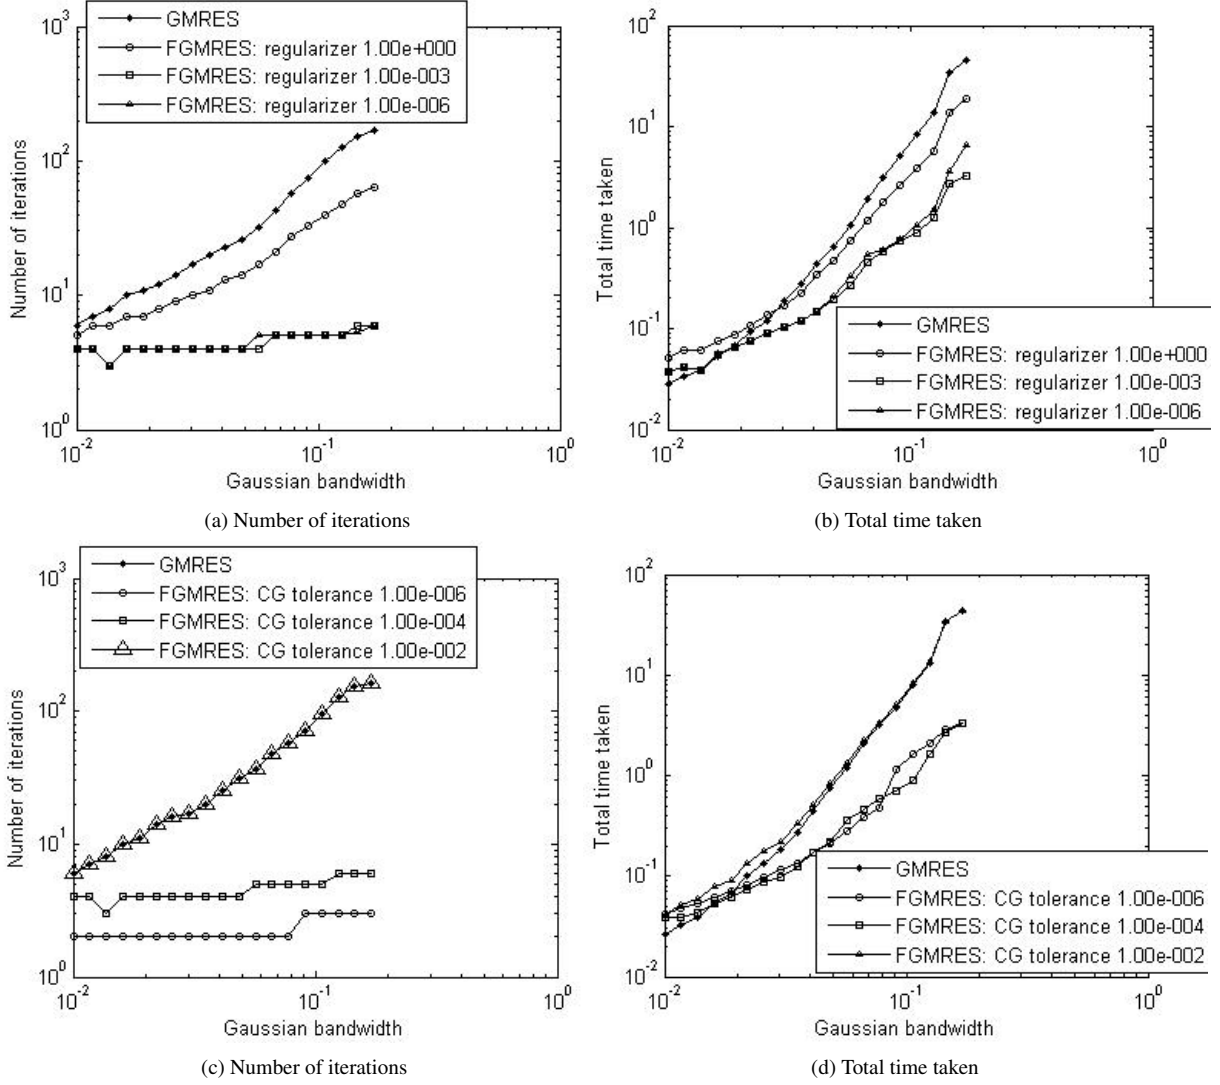 GMRES
FGMRES: regularizer 1.00e+000
FGMRES: regularizer 1.00e-003
FGMRES: regularizer 1.00e-006
10^3
10^2
10^1
10^0
Number of iterations
10^-2
10^-1
10^0
Gaussian bandwidth
(a) Number of iterations
10^2
10^1
10^0
10^-1
10^-2
Total time taken
GMRES
FGMRES: regularizer 1.00e+000
FGMRES: regularizer 1.00e-003
FGMRES: regularizer 1.00e-006
10^-2
10^-1
10^0
Gaussian bandwidth
(b) Total time taken
GMRES
FGMRES: CG tolerance 1.00e-006
FGMRES: CG tolerance 1.00e-004
FGMRES: CG tolerance 1.00e-002
10^3
10^2
10^1
10^0
Number of iterations
10^-2
10^-1
10^0
Gaussian bandwidth
(c) Number of iterations
10^2
10^1
10^0
10^-1
10^-2
Total time taken
GMRES
FGMRES: CG tolerance 1.00e-006
FGMRES: CG tolerance 1.00e-004
FGMRES: CG tolerance 1.00e-002
10^-2
10^-1
10^0
Gaussian bandwidth
(d) Total time taken